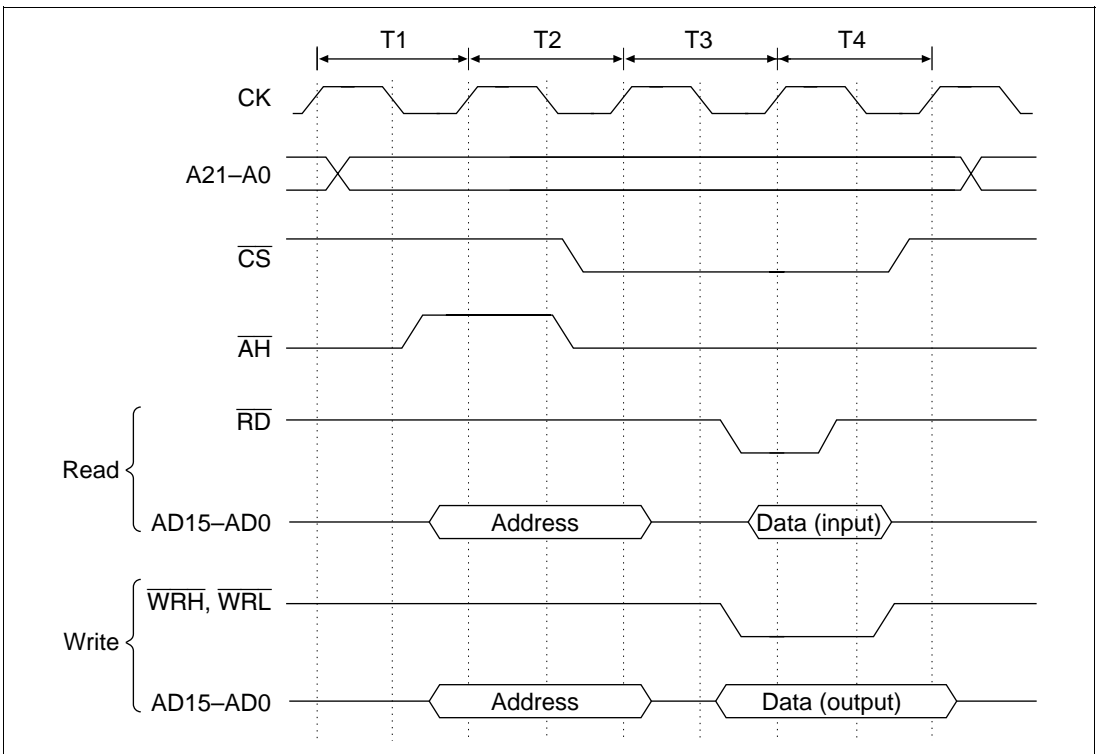 T1 T2 T3 T4
CK
A21–A0
CS
AH
RD
Read
AD15–AD0 Address Data (input)
WRH, WRL
Write
AD15–AD0 Address Data (output)